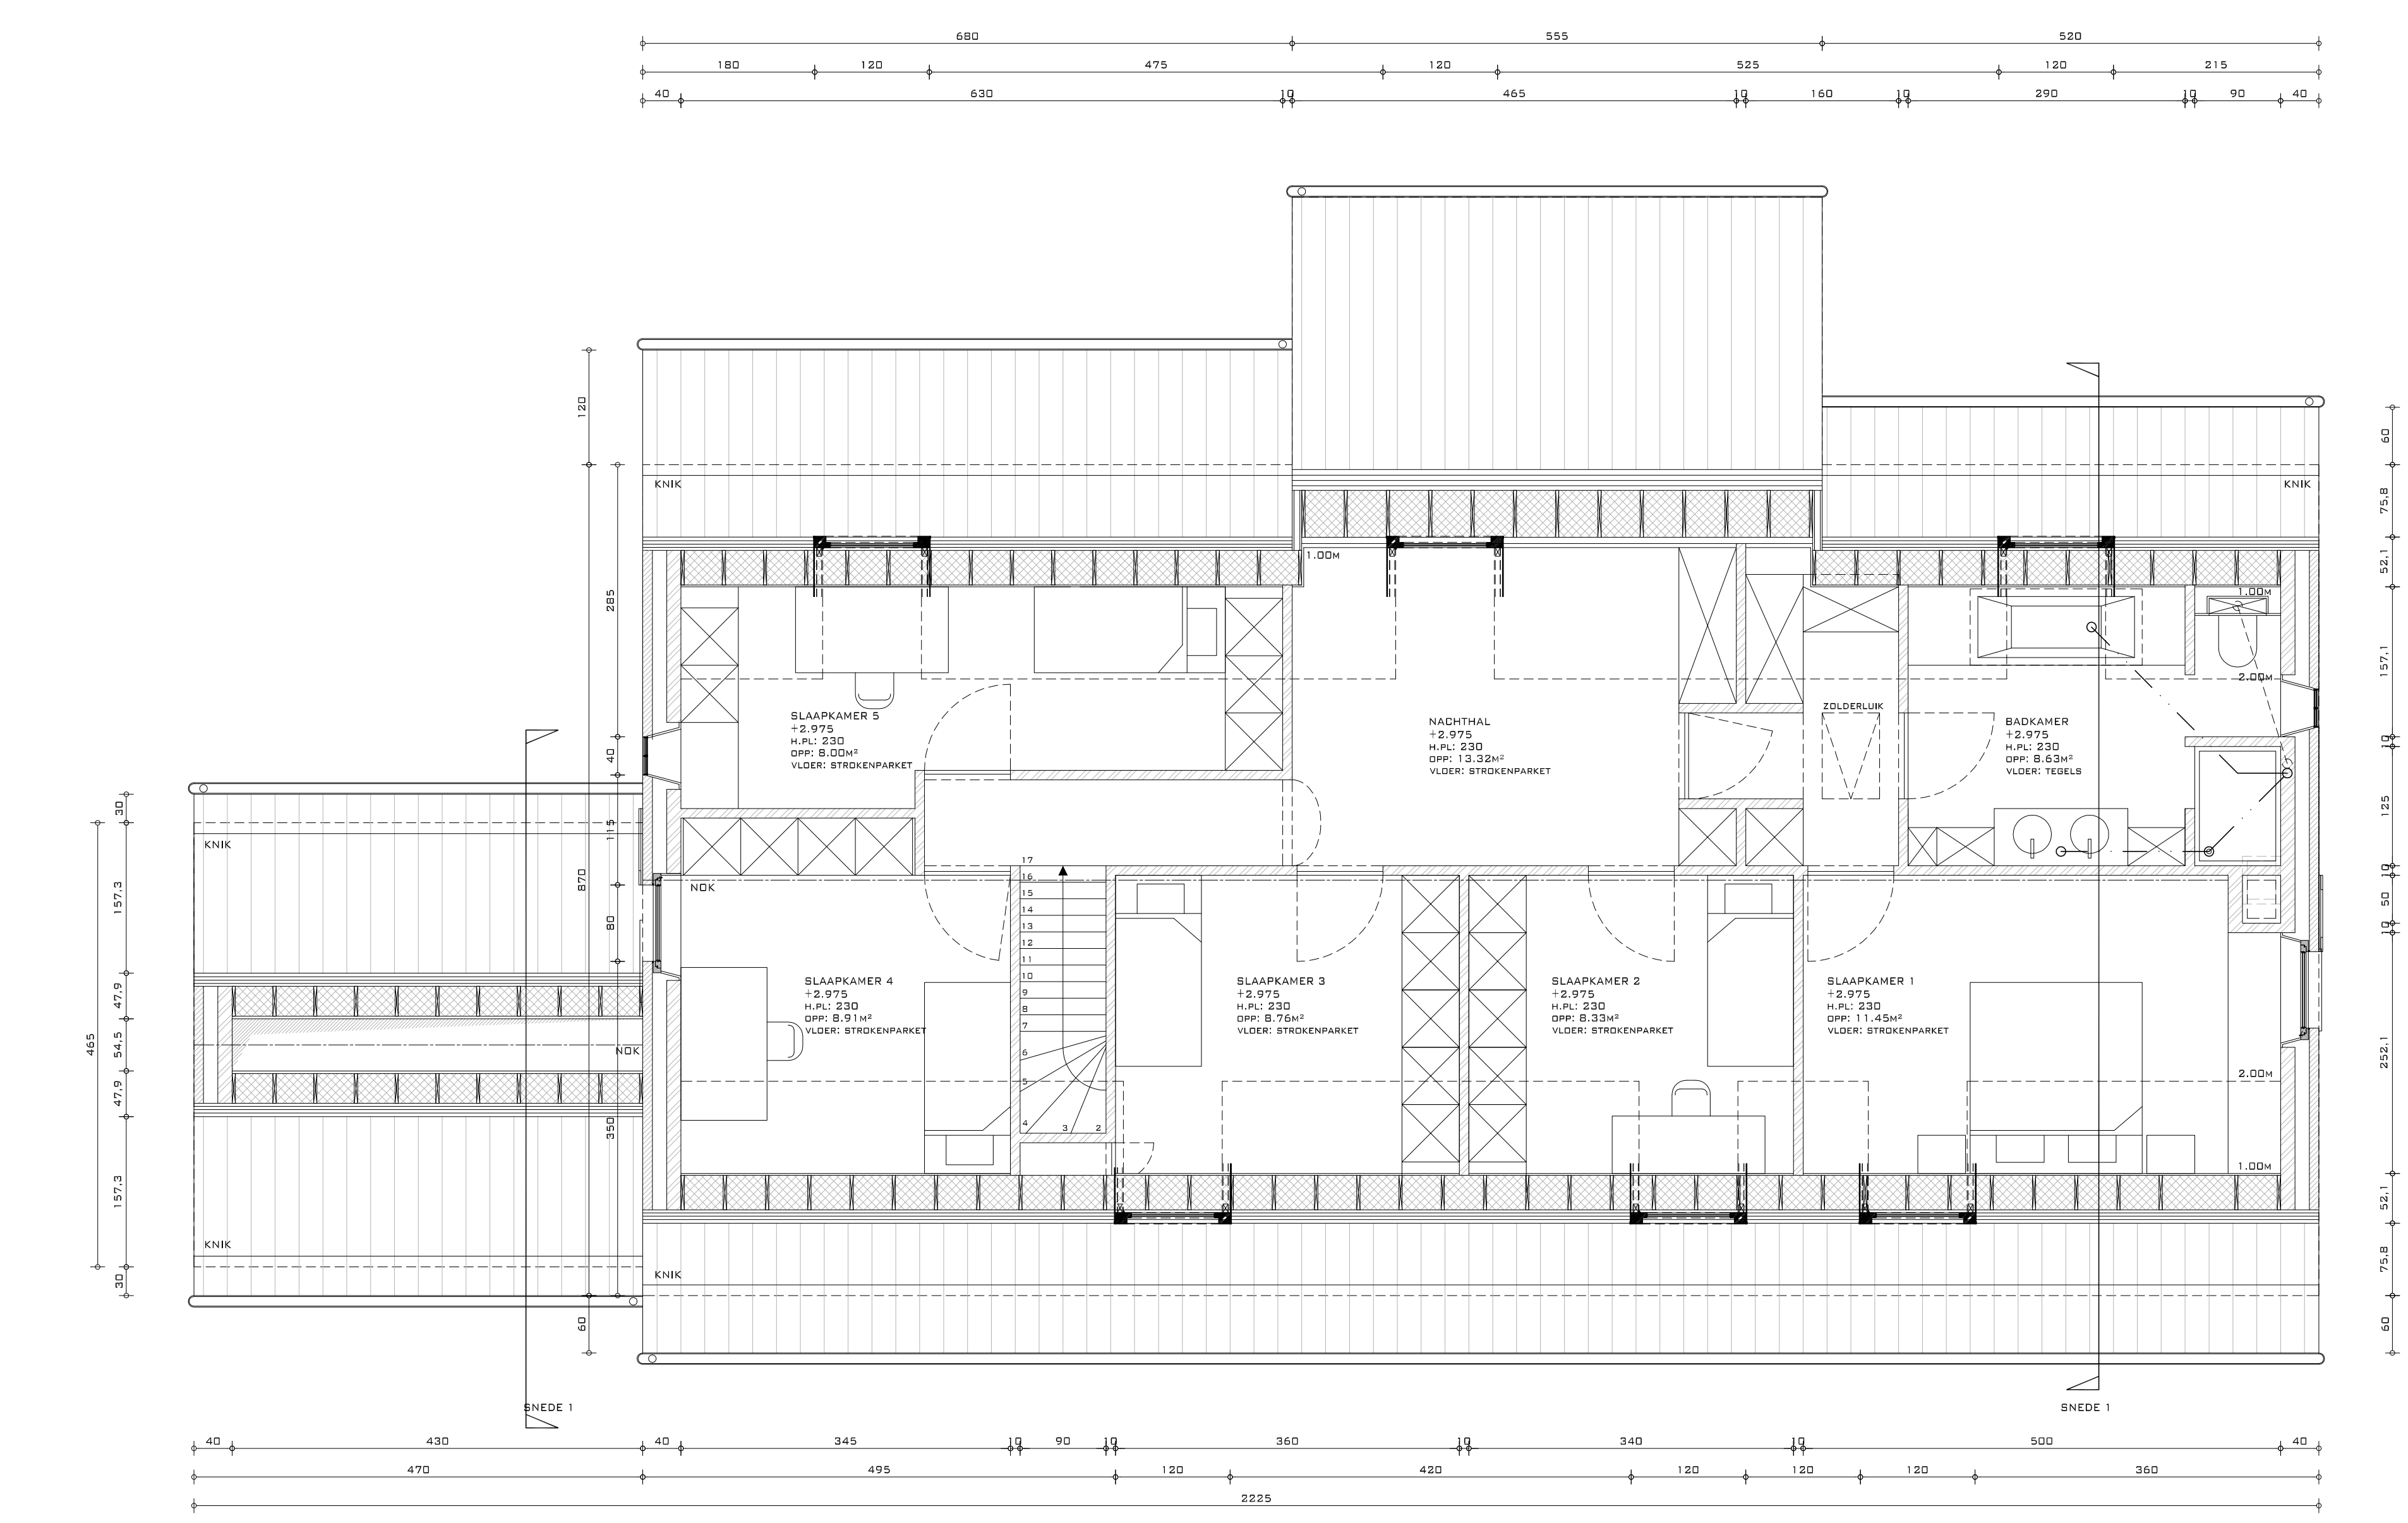 680 555 520
180 120 475 120 525 120 215
40 630 10 465 10 160 10 290 10 90 40
120
60
KNIK
KNIK
75,8
1.00M
52,1
285
1.00M
157,1
2.00M
ZOLDERLUIK
SLAAPKAMER 5
+2.975
H.PL: 230
OPP: 8.00M²
VLOER: STROKENPARKET
NACHTHAL
+2.975
H.PL: 230
OPP: 13.32M²
VLOER: STROKENPARKET
BADKAMER
+2.975
H.PL: 230
OPP: 8.63M²
VLOER: TEGELS
40
10
30
115
125
KNIK
870
157,3
17
16
15
14
13
12
11
10
9
8
7
6
5
4
3
2
NOK
10
50
10
80
SLAAPKAMER 4
+2.975
H.PL: 230
OPP: 8.91M²
VLOER: STROKENPARKET
SLAAPKAMER 3
+2.975
H.PL: 230
OPP: 8.76M²
VLOER: STROKENPARKET
SLAAPKAMER 2
+2.975
H.PL: 230
OPP: 8.33M²
VLOER: STROKENPARKET
SLAAPKAMER 1
+2.975
H.PL: 230
OPP: 11.45M²
VLOER: STROKENPARKET
47,9
465
54,5
NOK
252,1
2.00M
47,9
350
157,3
1.00M
52,1
KNIK
KNIK
75,8
30
60
60
SNEDE 1
SNEDE 1
40 430 40 345 10 90 10 360 10 340 10 500 40
470 495 120 420 120 120 120 360
2225